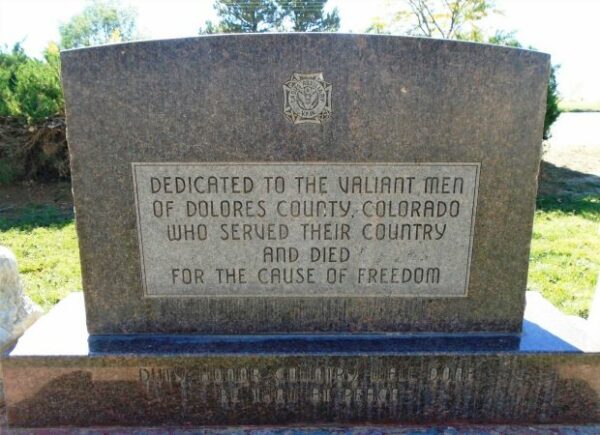 DEDICATED TO THE VALIANT MEN
OF DOLORES COUNTY, COLORADO
WHO SERVED THEIR COUNTRY
AND DIED
FOR THE CAUSE OF FREEDOM